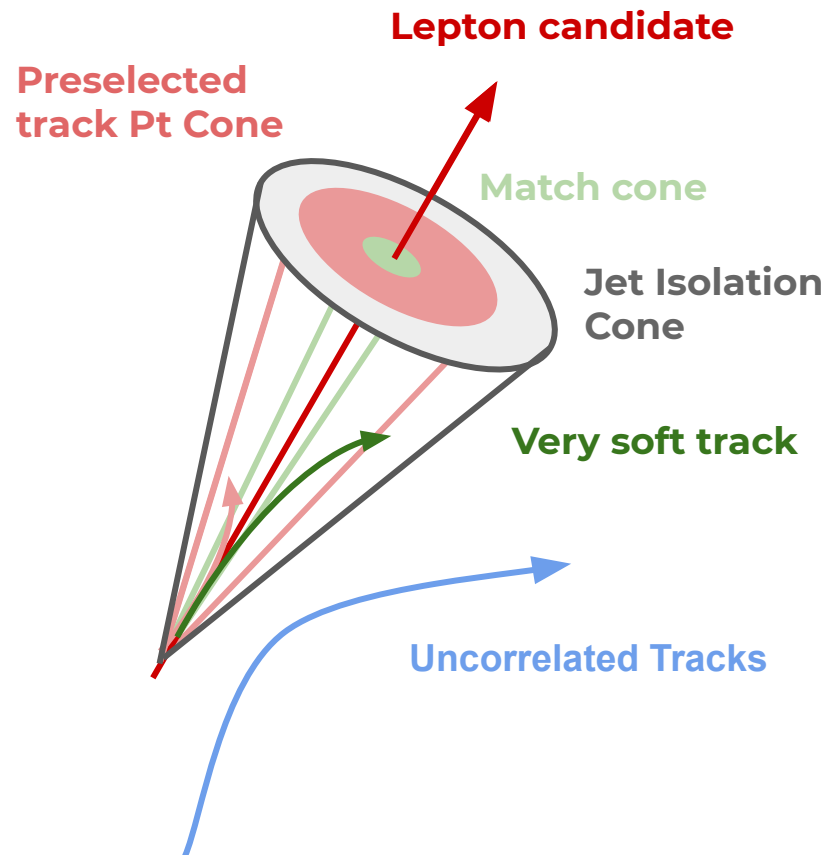 Lepton candidate
Preselected
track Pt Cone
Match cone
Jet Isolation
Cone
Very soft track
Uncorrelated Tracks